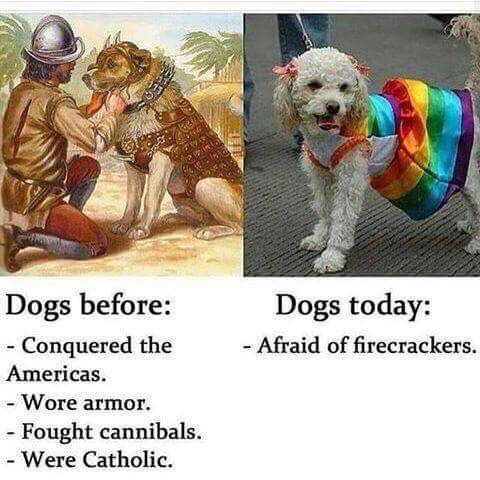 Dogs before:
- Conquered the
Americas.
- Wore armor.
- Fought cannibals.
- Were Catholic.
Dogs today:
- Afraid of firecrackers.